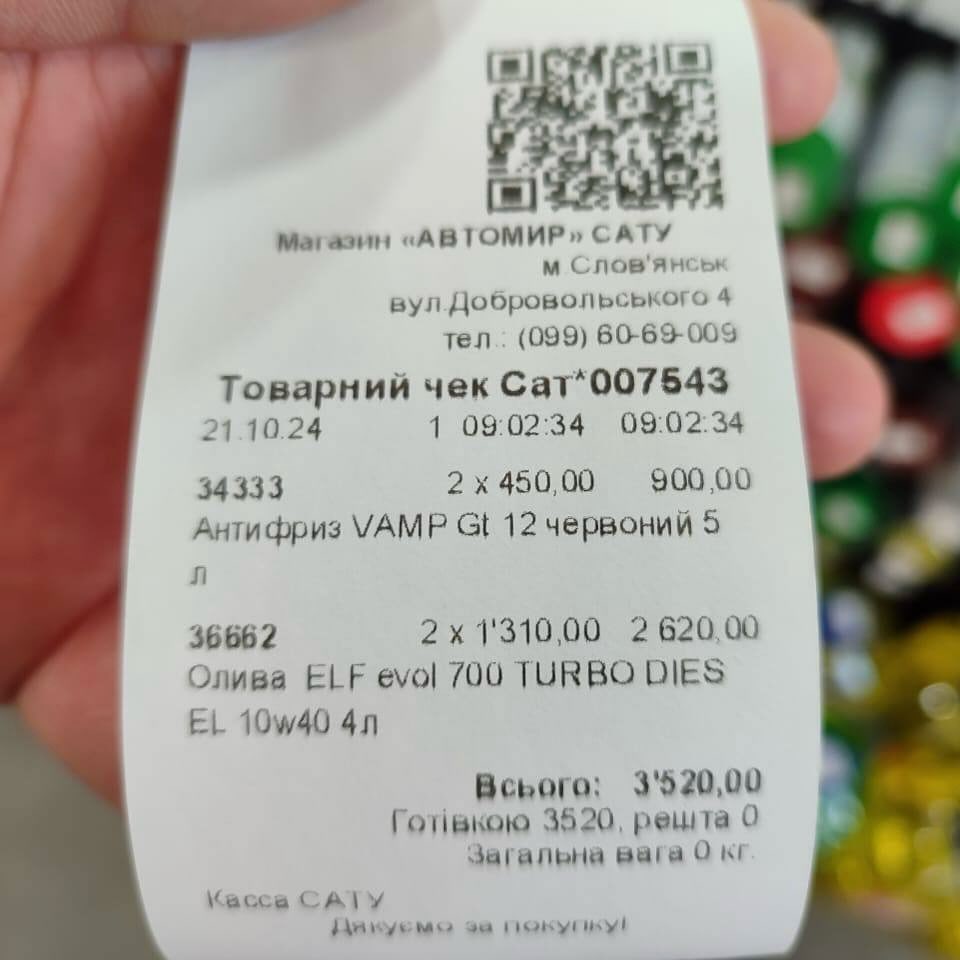 Магазин «АВТОМИР» САТУ
м Слов'янськ
вул.Добровольського 4
тел.: (099) 60-69-009
Товарний чек Сат*007543
21.10.24 1 09:02:34 09:02:34
34333 2 x 450,00 900,00
Антифриз VAMP Gt 12 червоний 5
л
36662 2 x 1'310,00 2 620,00
Олива ELF evol 700 TURBO DIES
EL 10w40 4л
Всього: 3'520,00
Готівкою 3520, решта 0
Загальна вага 0 кг.
Касса САТУ
Дякуємо за покупку!